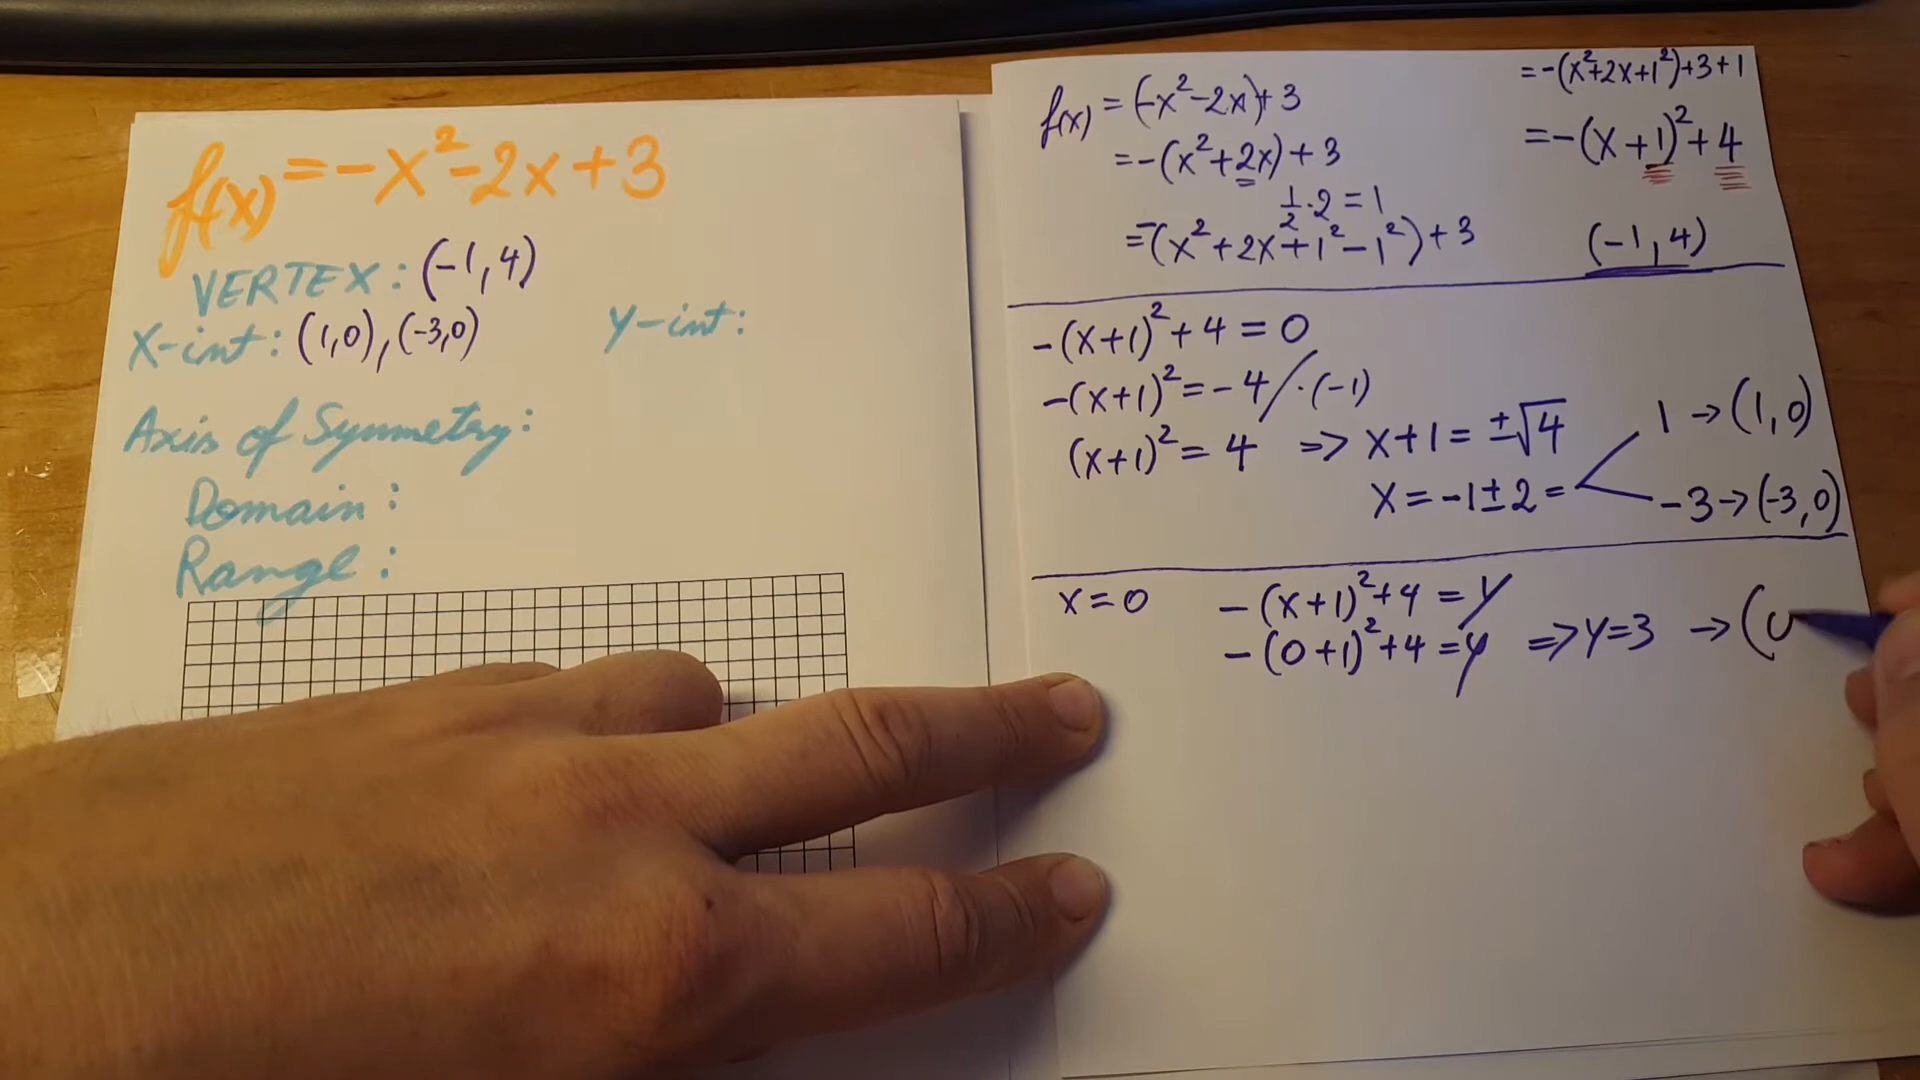 f(x) = -x² - 2x + 3
VERTEX: (-1, 4)
X-int: (1,0), (-3,0)
Y-int:
Axis of Symmetry:
Domain:
Range:
f(x) = (-x² - 2x) + 3
= -(x² + 2x) + 3
1/2 · 2 = 1
= -(x² + 2x + 1² - 1²) + 3
= -(x² + 2x + 1²) + 3 + 1
= -(x + 1)² + 4
(-1, 4)
-(x+1)² + 4 = 0
-(x+1)² = -4 / · (-1)
(x+1)² = 4 => x + 1 = ±√4
x = -1 ± 2 =
1 → (1, 0)
-3 → (-3, 0)
x = 0
-(x+1)² + 4 = y
-(0+1)² + 4 = y => y = 3 → (0